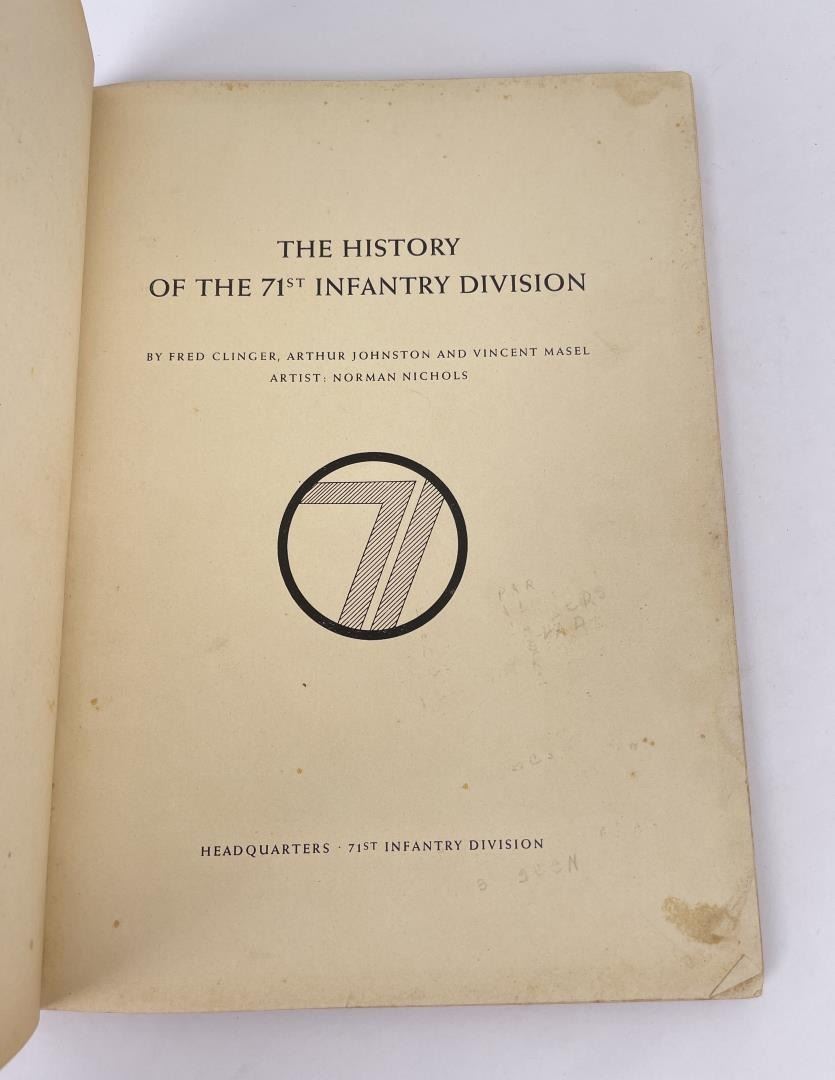 THE HISTORY
OF THE 71ST INFANTRY DIVISION
BY FRED CLINGER, ARTHUR JOHNSTON AND VINCENT MASEL
ARTIST: NORMAN NICHOLS
71
HEADQUARTERS · 71ST INFANTRY DIVISION